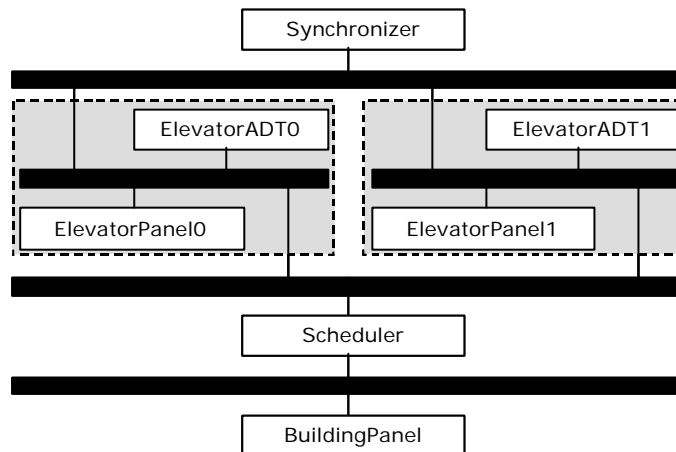 Synchronizer
ElevatorADT0
ElevatorADT1
ElevatorPanel0
ElevatorPanel1
Scheduler
BuildingPanel